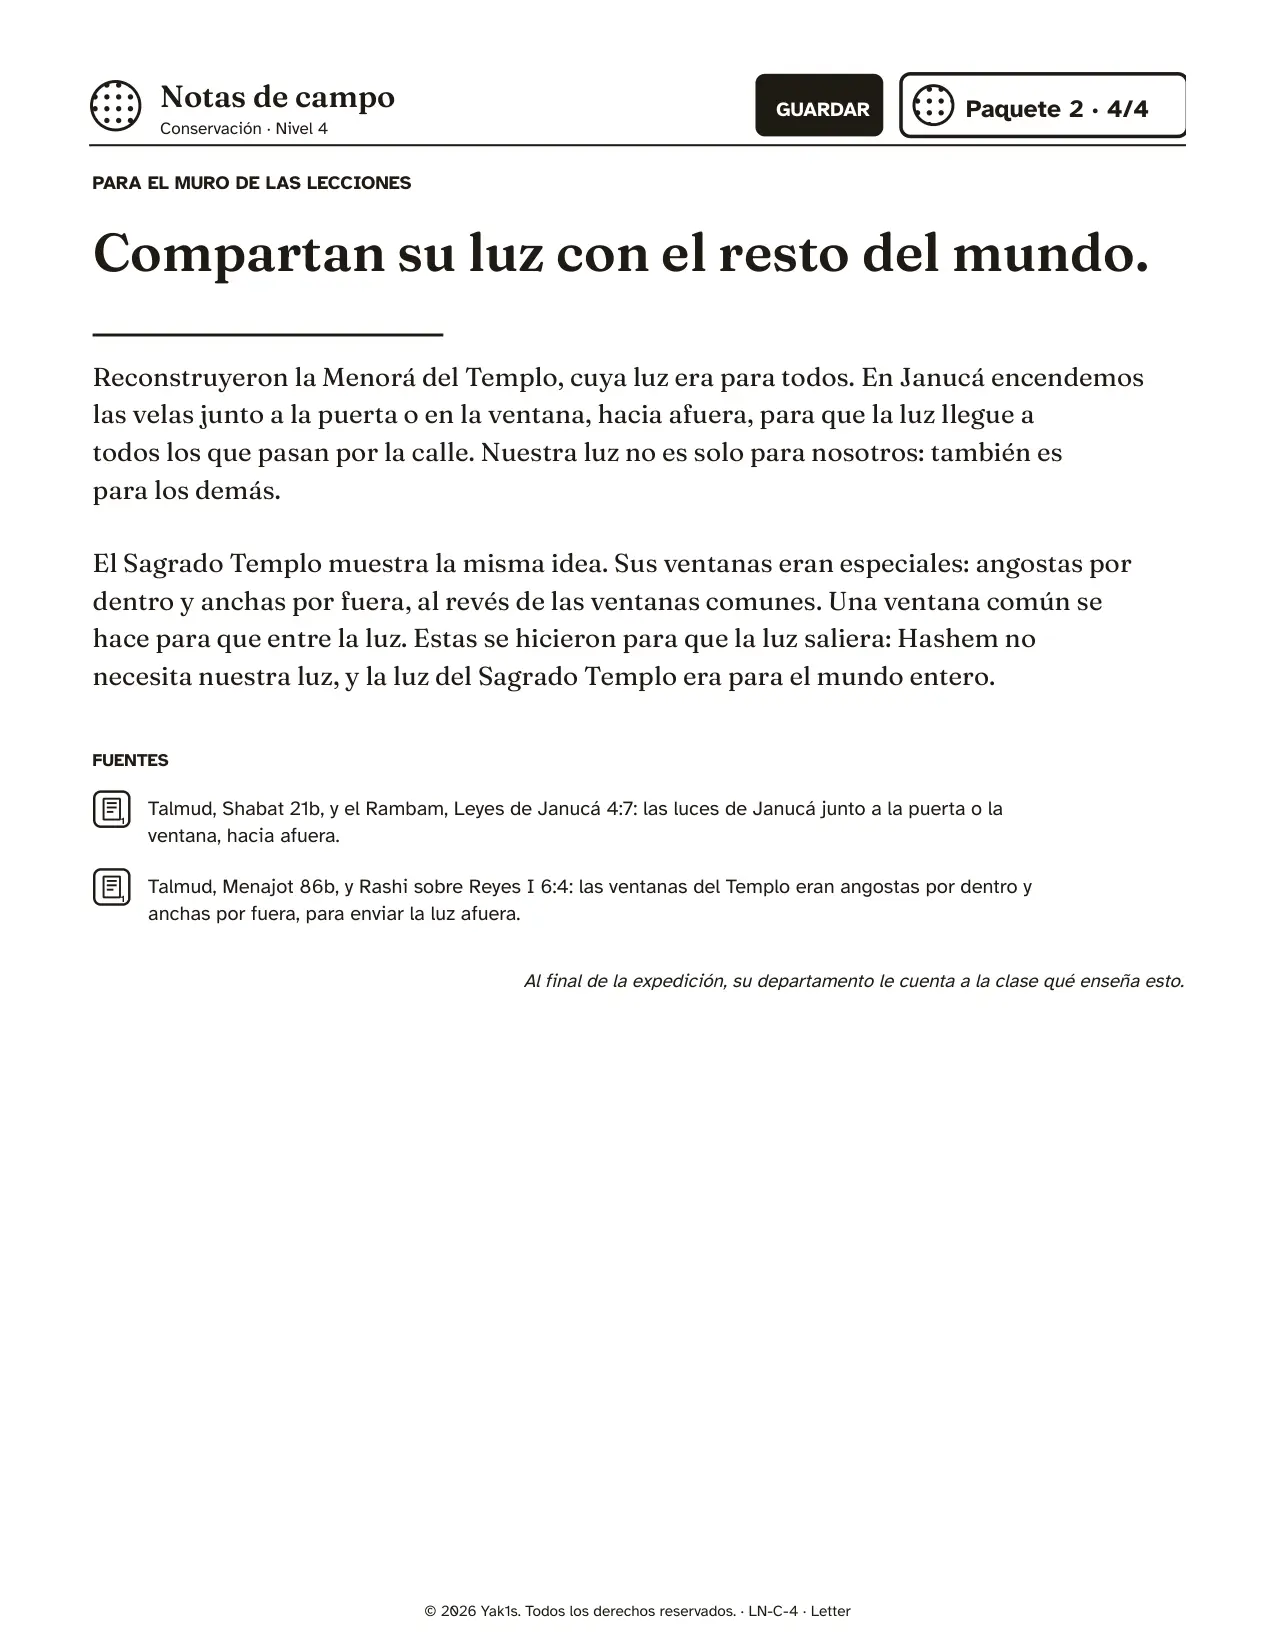 Notas de campo
Conservación · Nivel 4
GUARDAR
Paquete 2 · 4/4
PARA EL MURO DE LAS LECCIONES
Compartan su luz con el resto del mundo.
Reconstruyeron la Menorá del Templo, cuya luz era para todos. En Janucá encendemos
las velas junto a la puerta o en la ventana, hacia afuera, para que la luz llegue a
todos los que pasan por la calle. Nuestra luz no es solo para nosotros: también es
para los demás.
El Sagrado Templo muestra la misma idea. Sus ventanas eran especiales: angostas por
dentro y anchas por fuera, al revés de las ventanas comunes. Una ventana común se
hace para que entre la luz. Estas se hicieron para que la luz saliera: Hashem no
necesita nuestra luz, y la luz del Sagrado Templo era para el mundo entero.
FUENTES
Talmud, Shabat 21b, y el Rambam, Leyes de Janucá 4:7: las luces de Janucá junto a la puerta o la
ventana, hacia afuera.
Talmud, Menajot 86b, y Rashi sobre Reyes I 6:4: las ventanas del Templo eran angostas por dentro y
anchas por fuera, para enviar la luz afuera.
Al final de la expedición, su departamento le cuenta a la clase qué enseña esto.
© 2026 Yak1s. Todos los derechos reservados. · LN-C-4 · Letter